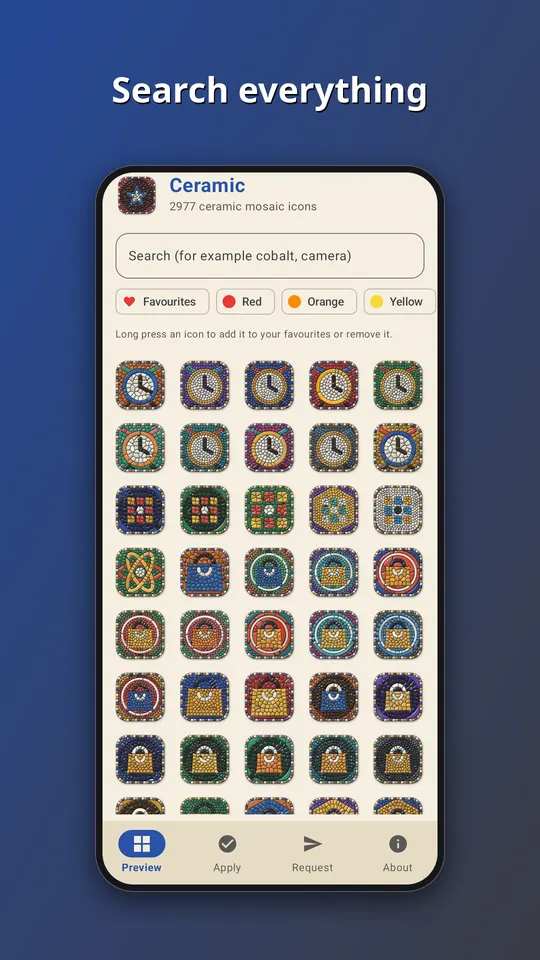 Search everything
Ceramic
2977 ceramic mosaic icons
Search (for example cobalt, camera)
Favourites Red Orange Yellow
Long press an icon to add it to your favourites or remove it.
Preview Apply Request About